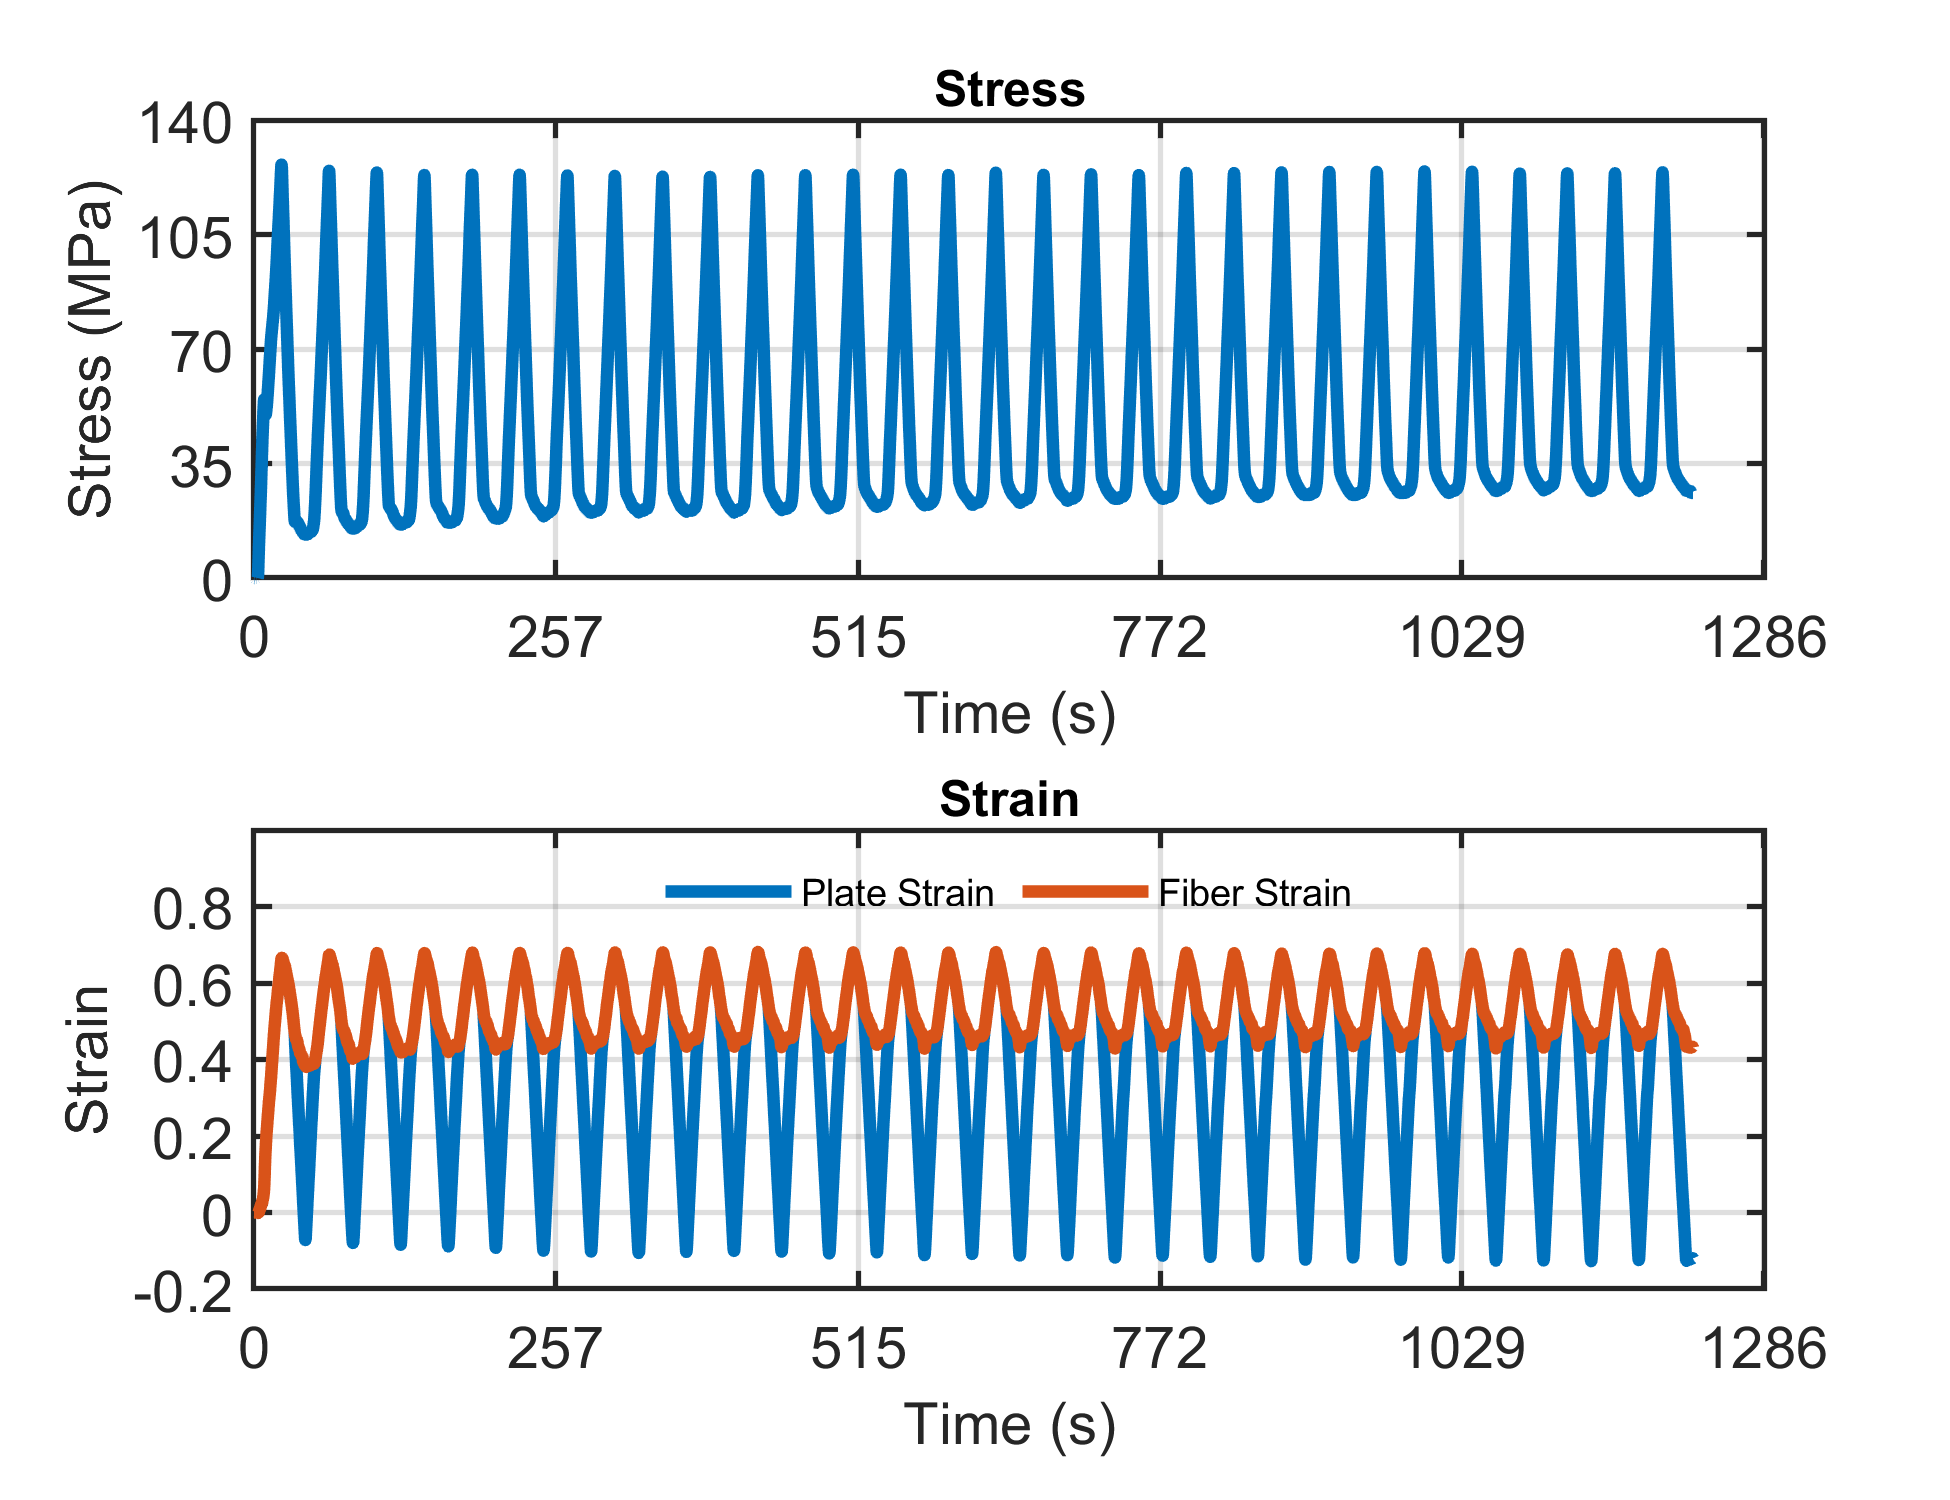 Stress
Stress (MPa)
140
105
70
35
0
0 257 515 772 1029 1286
Time (s)
Strain
Strain
Plate Strain Fiber Strain
0.8
0.6
0.4
0.2
0
-0.2
0 257 515 772 1029 1286
Time (s)